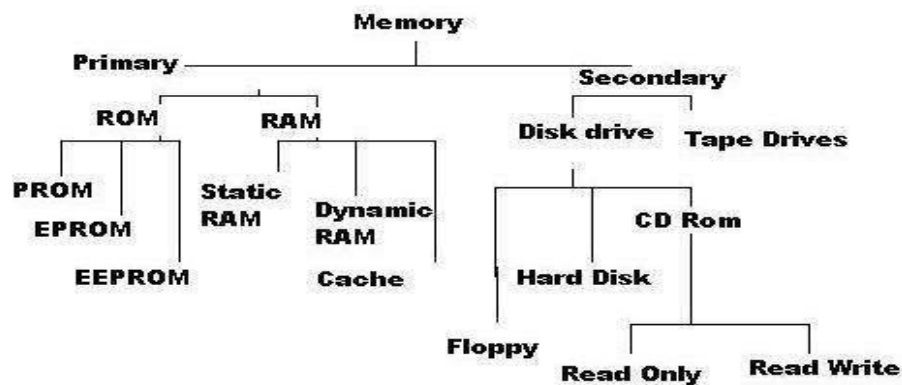 Memory
Primary
Secondary
ROM
RAM
Disk drive
Tape Drives
PROM
EPROM
EEPROM
Static
RAM
Dynamic
RAM
Cache
CD Rom
Hard Disk
Floppy
Read Only
Read Write